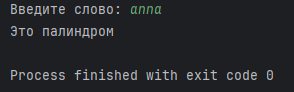 Введите слово: anna
Это палиндром
Process finished with exit code 0